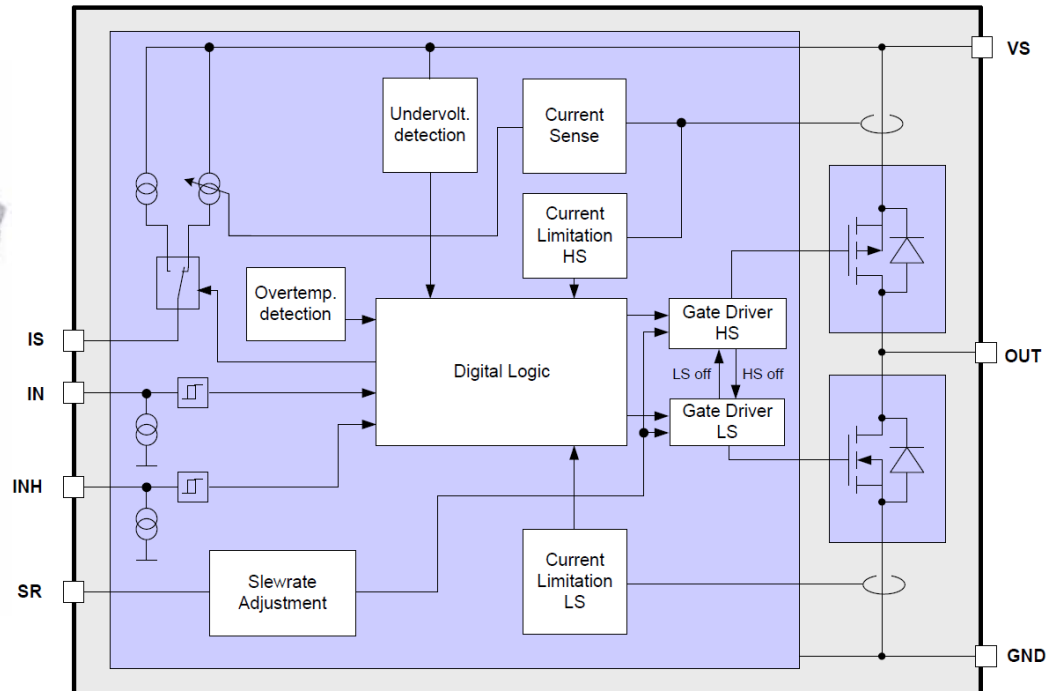 VS
Undervolt.
detection
Current
Sense
Current
Limitation
HS
Overtemp.
detection
Gate Driver
HS
IS
Digital Logic
OUT
LS off
HS off
IN
Gate Driver
LS
INH
SR
Slewrate
Adjustment
Current
Limitation
LS
GND